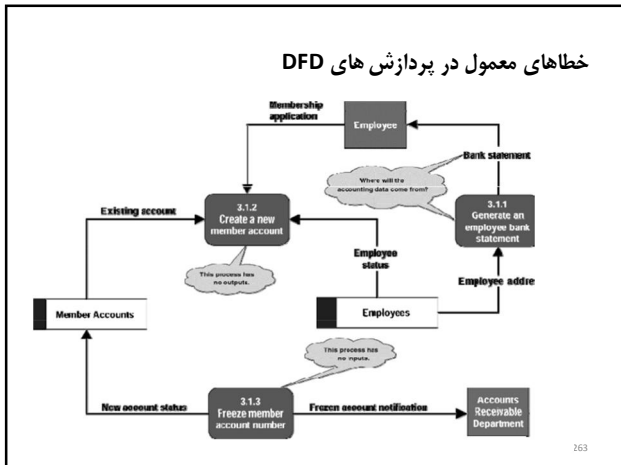 خطاهای معمول در پردازش های DFD
Membership
application
Employee
Bank statement
Where will the
accounting data come from?
3.1.2
Create a new
member account
3.1.1
Generate an
employee bank
statement
Existing account
This process has
no outputs.
Employee
status
Employee addre
Member Accounts
Employees
This process has
no inputs.
3.1.3
Freeze member
account number
New account status
Frozen account notification
Accounts
Receivable
Department
263